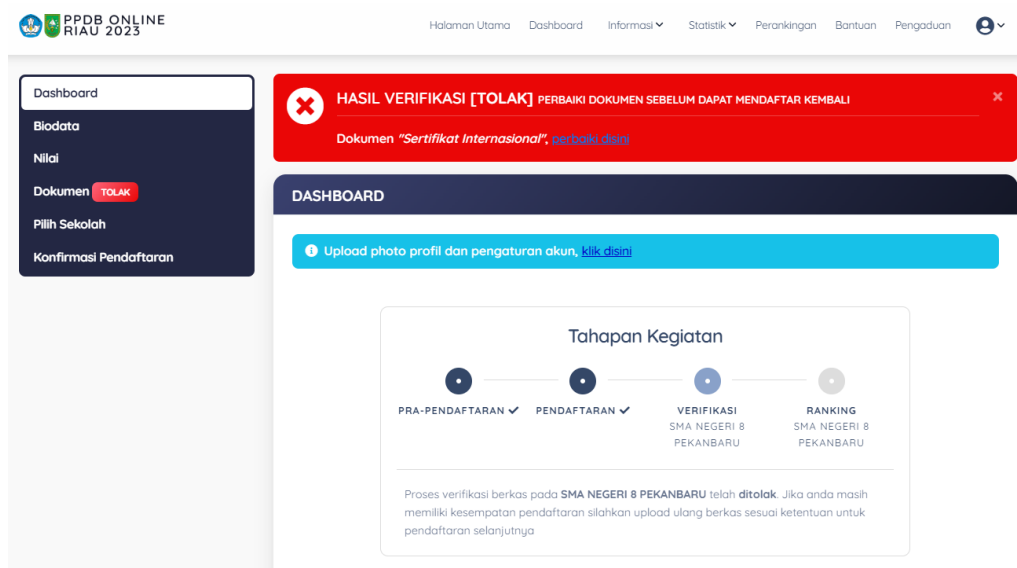 PPDB ONLINE
RIAU 2023
Halaman Utama Dashboard Informasi Statistik Perankingan Bantuan Pengaduan
Dashboard
Biodata
Nilai
Dokumen TOLAK
Pilih Sekolah
Konfirmasi Pendaftaran
HASIL VERIFIKASI [TOLAK] PERBAIKI DOKUMEN SEBELUM DAPAT MENDAFTAR KEMBALI
Dokumen "Sertifikat Internasional", perbaiki disini
DASHBOARD
Upload photo profil dan pengaturan akun, klik disini
Tahapan Kegiatan
PRA-PENDAFTARAN ✔ PENDAFTARAN ✔ VERIFIKASI RANKING
SMA NEGERI 8 SMA NEGERI 8
PEKANBARU PEKANBARU
Proses verifikasi berkas pada SMA NEGERI 8 PEKANBARU telah ditolak. Jika anda masih
memiliki kesempatan pendaftaran silahkan upload ulang berkas sesuai ketentuan untuk
pendaftaran selanjutnya